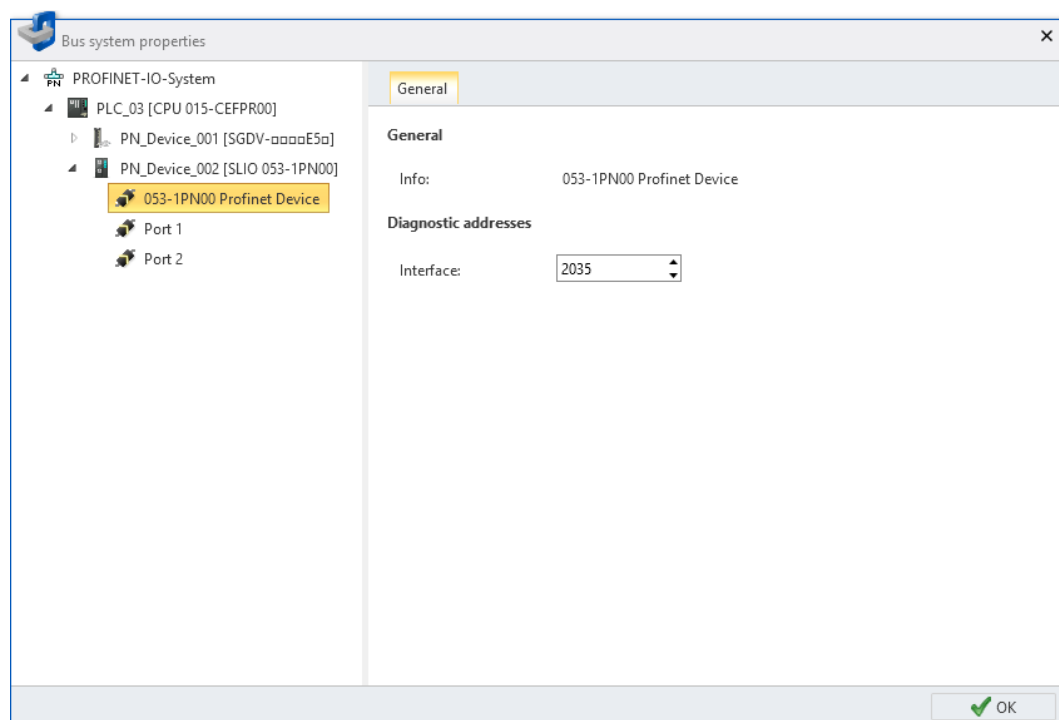 Bus system properties
PROFINET-IO-System
PLC_03 [CPU 015-CEFPR00]
PN_Device_001 [SGDV-□□□□E5□]
PN_Device_002 [SLIO 053-1PN00]
053-1PN00 Profinet Device
Port 1
Port 2
General
General
Info: 053-1PN00 Profinet Device
Diagnostic addresses
Interface: 2035
OK